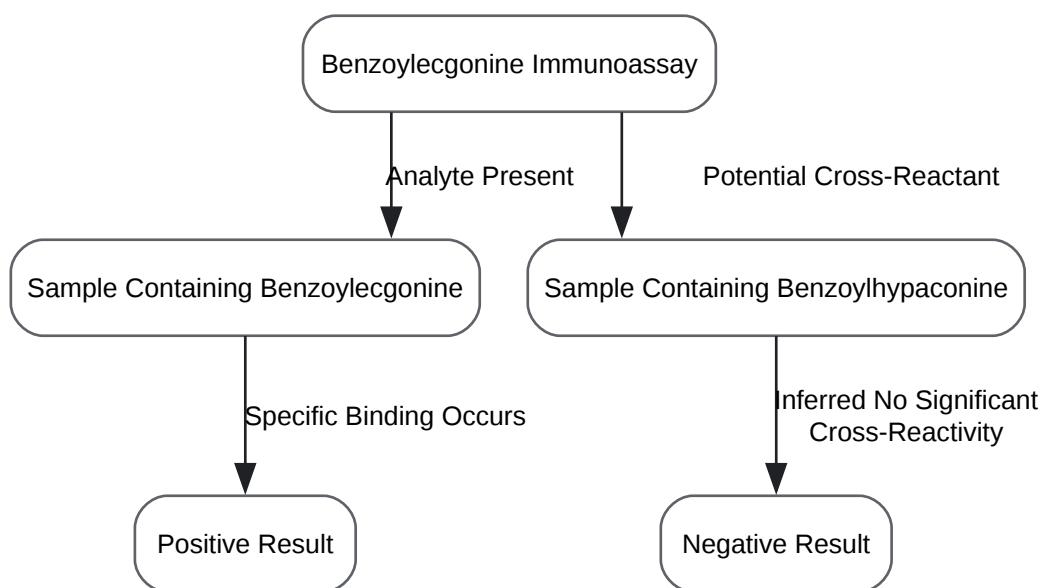 Benzoylecgonine Immunoassay
Analyte Present
Potential Cross-Reactant
Sample Containing Benzoylecgonine
Sample Containing Benzoylhypaconine
Specific Binding Occurs
Inferred No Significant
Cross-Reactivity
Positive Result
Negative Result